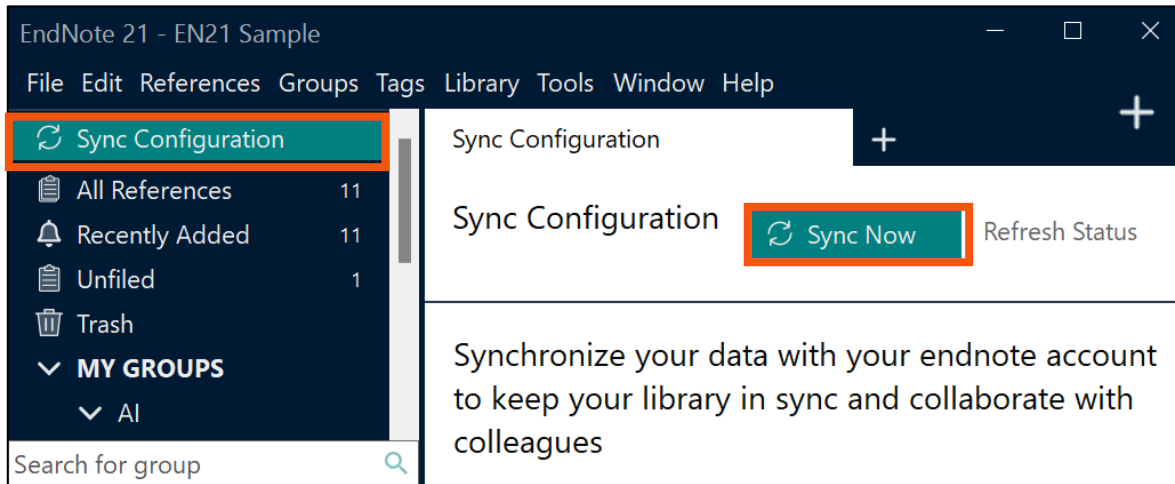 EndNote 21 - EN21 Sample
File Edit References Groups Tags Library Tools Window Help
Sync Configuration
All References 11
Recently Added 11
Unfiled 1
Trash
MY GROUPS
AI
Search for group
Sync Configuration
Sync Configuration Sync Now Refresh Status
Synchronize your data with your endnote account
to keep your library in sync and collaborate with
colleagues